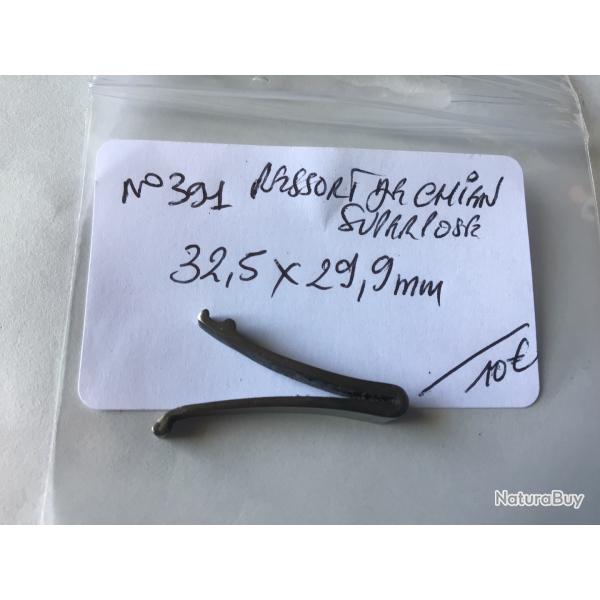 N° 391 RESSORT DE CHIEN
SUPERPOSE
32,5 x 29,9 mm
10€
NaturaBuy